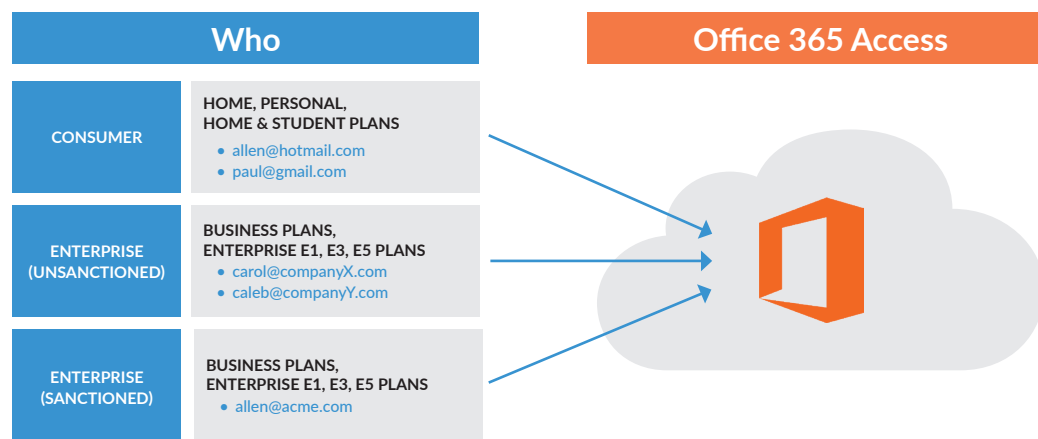 Who
Office 365 Access
CONSUMER
HOME, PERSONAL,
HOME & STUDENT PLANS
• allen@hotmail.com
• paul@gmail.com
ENTERPRISE
(UNSANCTIONED)
BUSINESS PLANS,
ENTERPRISE E1, E3, E5 PLANS
• carol@companyX.com
• caleb@companyY.com
ENTERPRISE
(SANCTIONED)
BUSINESS PLANS,
ENTERPRISE E1, E3, E5 PLANS
• allen@acme.com